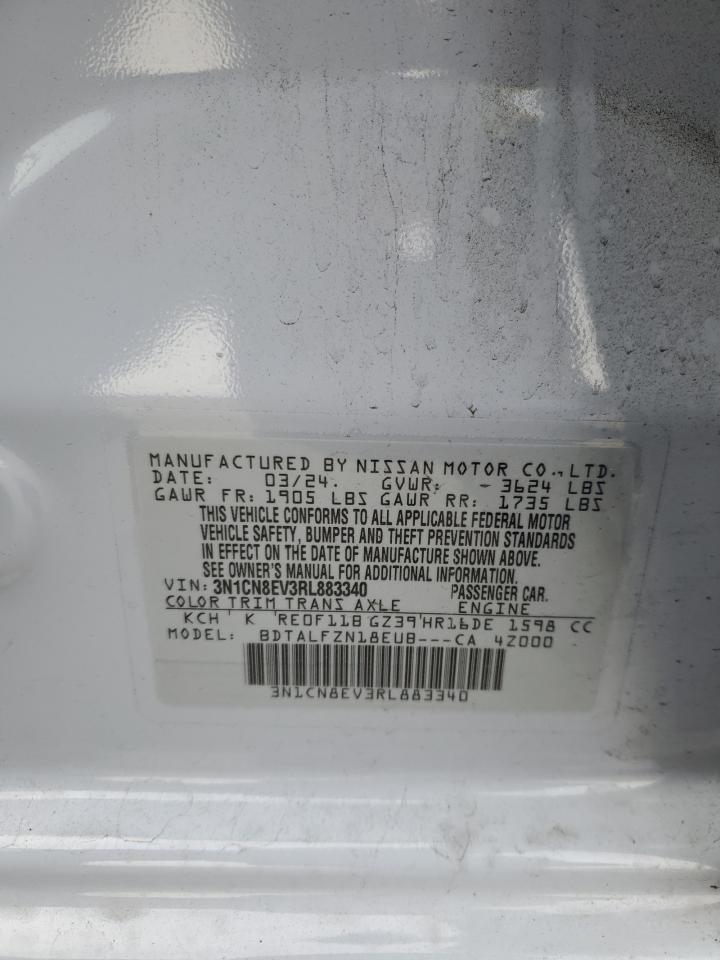 MANUFACTURED BY NISSAN MOTOR CO., LTD.
DATE: 03/24. GVWR: - 3624 LBS
GAWR FR: 1905 LBS GAWR RR: 1735 LBS
THIS VEHICLE CONFORMS TO ALL APPLICABLE FEDERAL MOTOR
VEHICLE SAFETY, BUMPER AND THEFT PREVENTION STANDARDS
IN EFFECT ON THE DATE OF MANUFACTURE SHOWN ABOVE.
SEE OWNER'S MANUAL FOR ADDITIONAL INFORMATION.
VIN: 3N1CN8EV3RL883340 PASSENGER CAR.
COLOR TRIM TRANS AXLE ENGINE
KCH ' K ' RE0F11B GZ39'HR16DE 1598 CC
MODEL: BDTALFZN18EUB---CA 4Z000
3N1CN8EV3RL883340